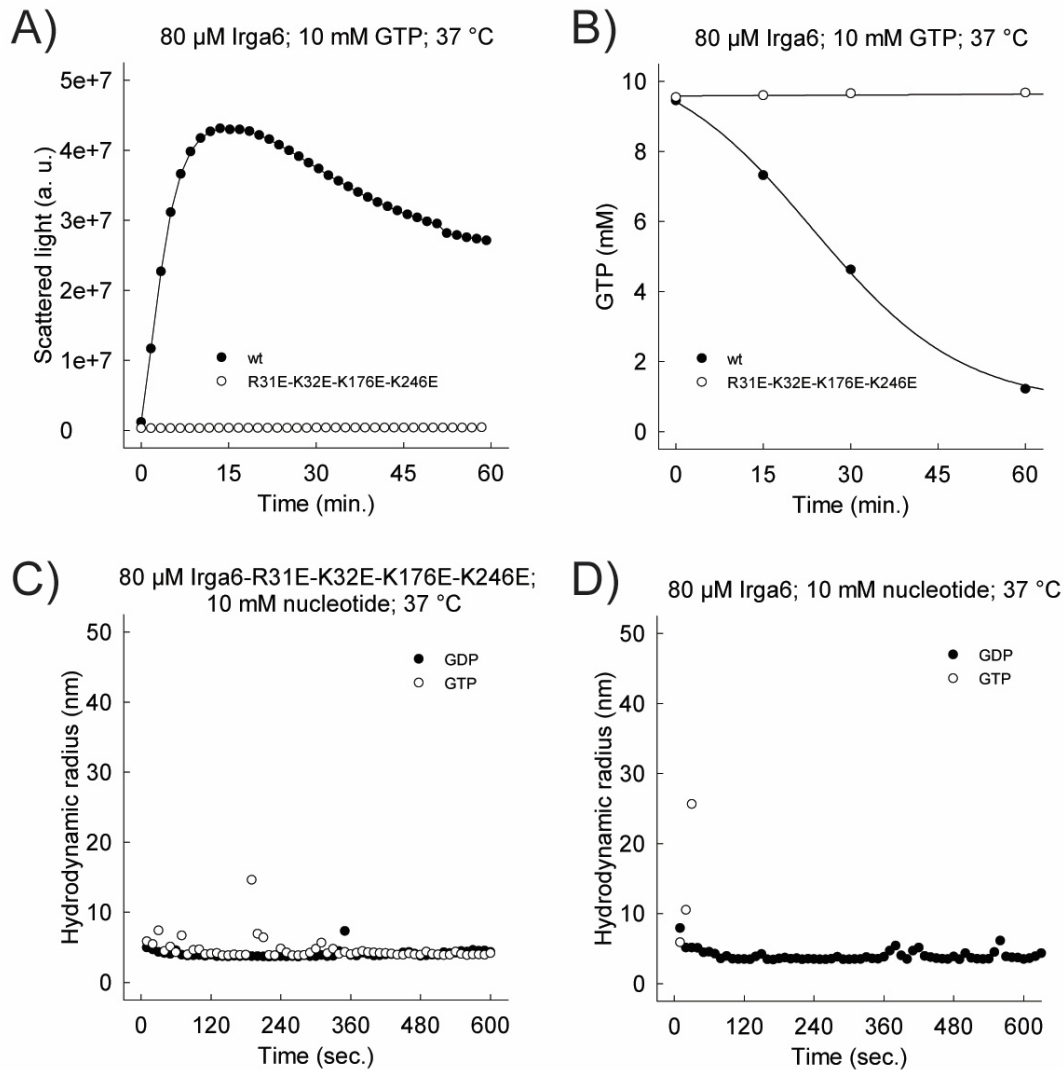 A)
80 µM Irga6; 10 mM GTP; 37 °C
Scattered light (a. u.)
5e+7
4e+7
3e+7
2e+7
1e+7
0
wt
R31E-K32E-K176E-K246E
0 15 30 45 60
Time (min.)
B)
80 µM Irga6; 10 mM GTP; 37 °C
GTP (mM)
10
8
6
4
2
0
wt
R31E-K32E-K176E-K246E
0 15 30 45 60
Time (min.)
C)
80 µM Irga6-R31E-K32E-K176E-K246E;
10 mM nucleotide; 37 °C
Hydrodynamic radius (nm)
50
40
30
20
10
0
GDP
GTP
0 120 240 360 480 600
Time (sec.)
D)
80 µM Irga6; 10 mM nucleotide; 37 °C
Hydrodynamic radius (nm)
50
40
30
20
10
0
GDP
GTP
0 120 240 360 480 600
Time (sec.)